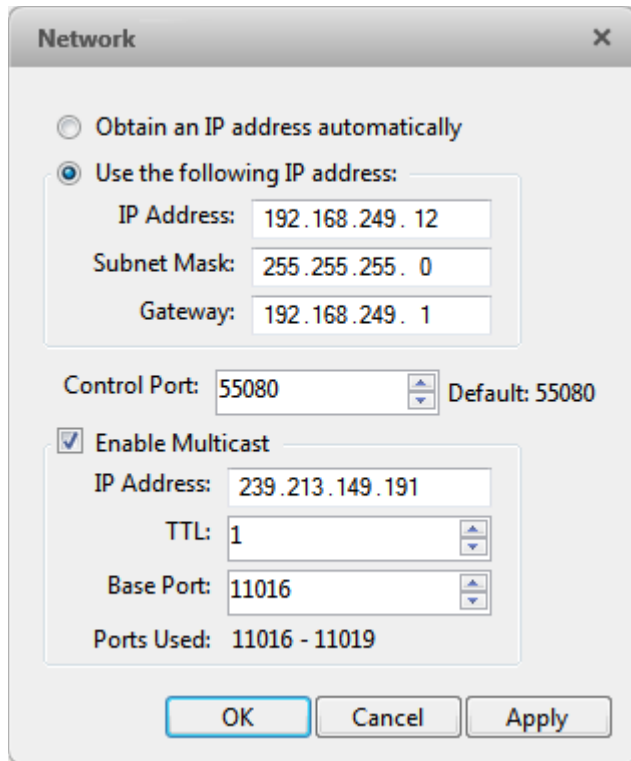 Network
Obtain an IP address automatically
Use the following IP address:
IP Address: 192.168.249. 12
Subnet Mask: 255.255.255. 0
Gateway: 192.168.249. 1
Control Port: 55080 Default: 55080
Enable Multicast
IP Address: 239.213.149.191
TTL: 1
Base Port: 11016
Ports Used: 11016 - 11019
OK Cancel Apply